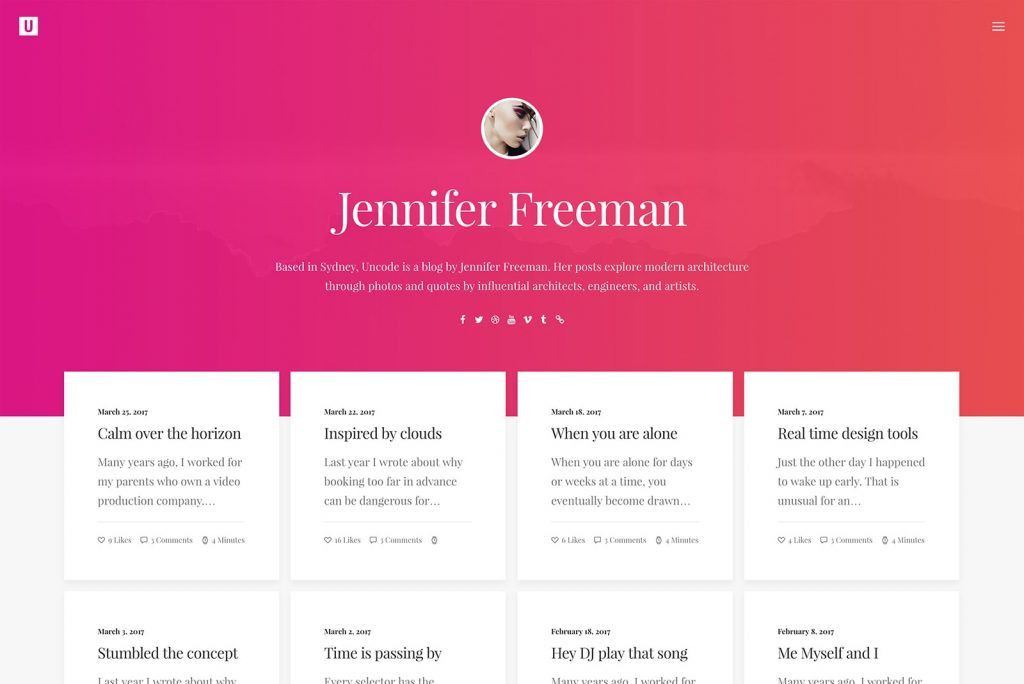 U
Jennifer Freeman
Based in Sydney, Uncode is a blog by Jennifer Freeman. Her posts explore modern architecture
through photos and quotes by influential architects, engineers, and artists.
March 25, 2017
Calm over the horizon
Many years ago, I worked for
my parents who own a video
production company.…
9 Likes 3 Comments 4 Minutes
March 22, 2017
Inspired by clouds
Last year I wrote about why
booking too far in advance
can be dangerous for…
16 Likes 3 Comments
March 18, 2017
When you are alone
When you are alone for days
or weeks at a time, you
eventually become drawn…
6 Likes 3 Comments 4 Minutes
March 7, 2017
Real time design tools
Just the other day I happened
to wake up early. That is
unusual for an…
4 Likes 3 Comments 4 Minutes
March 3, 2017
Stumbled the concept
Last year I wrote about why
March 2, 2017
Time is passing by
Every selector has the
February 18, 2017
Hey DJ play that song
Many years ago, I worked for
February 8, 2017
Me Myself and I
Many years ago, I worked for